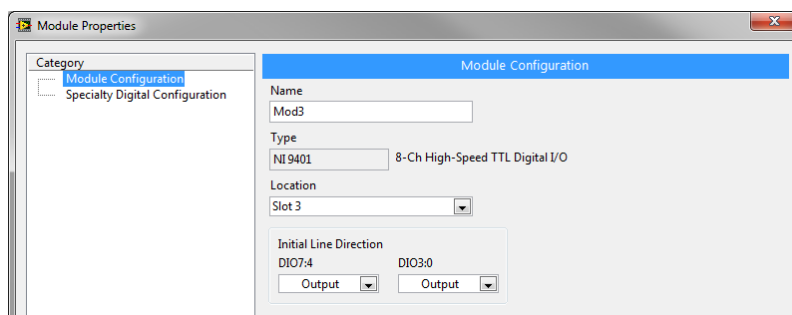 Module Properties
Category
Module Configuration
Specialty Digital Configuration
Module Configuration
Name
Mod3
Type
NI 9401 8-Ch High-Speed TTL Digital I/O
Location
Slot 3
Initial Line Direction
DIO7:4 DIO3:0
Output Output